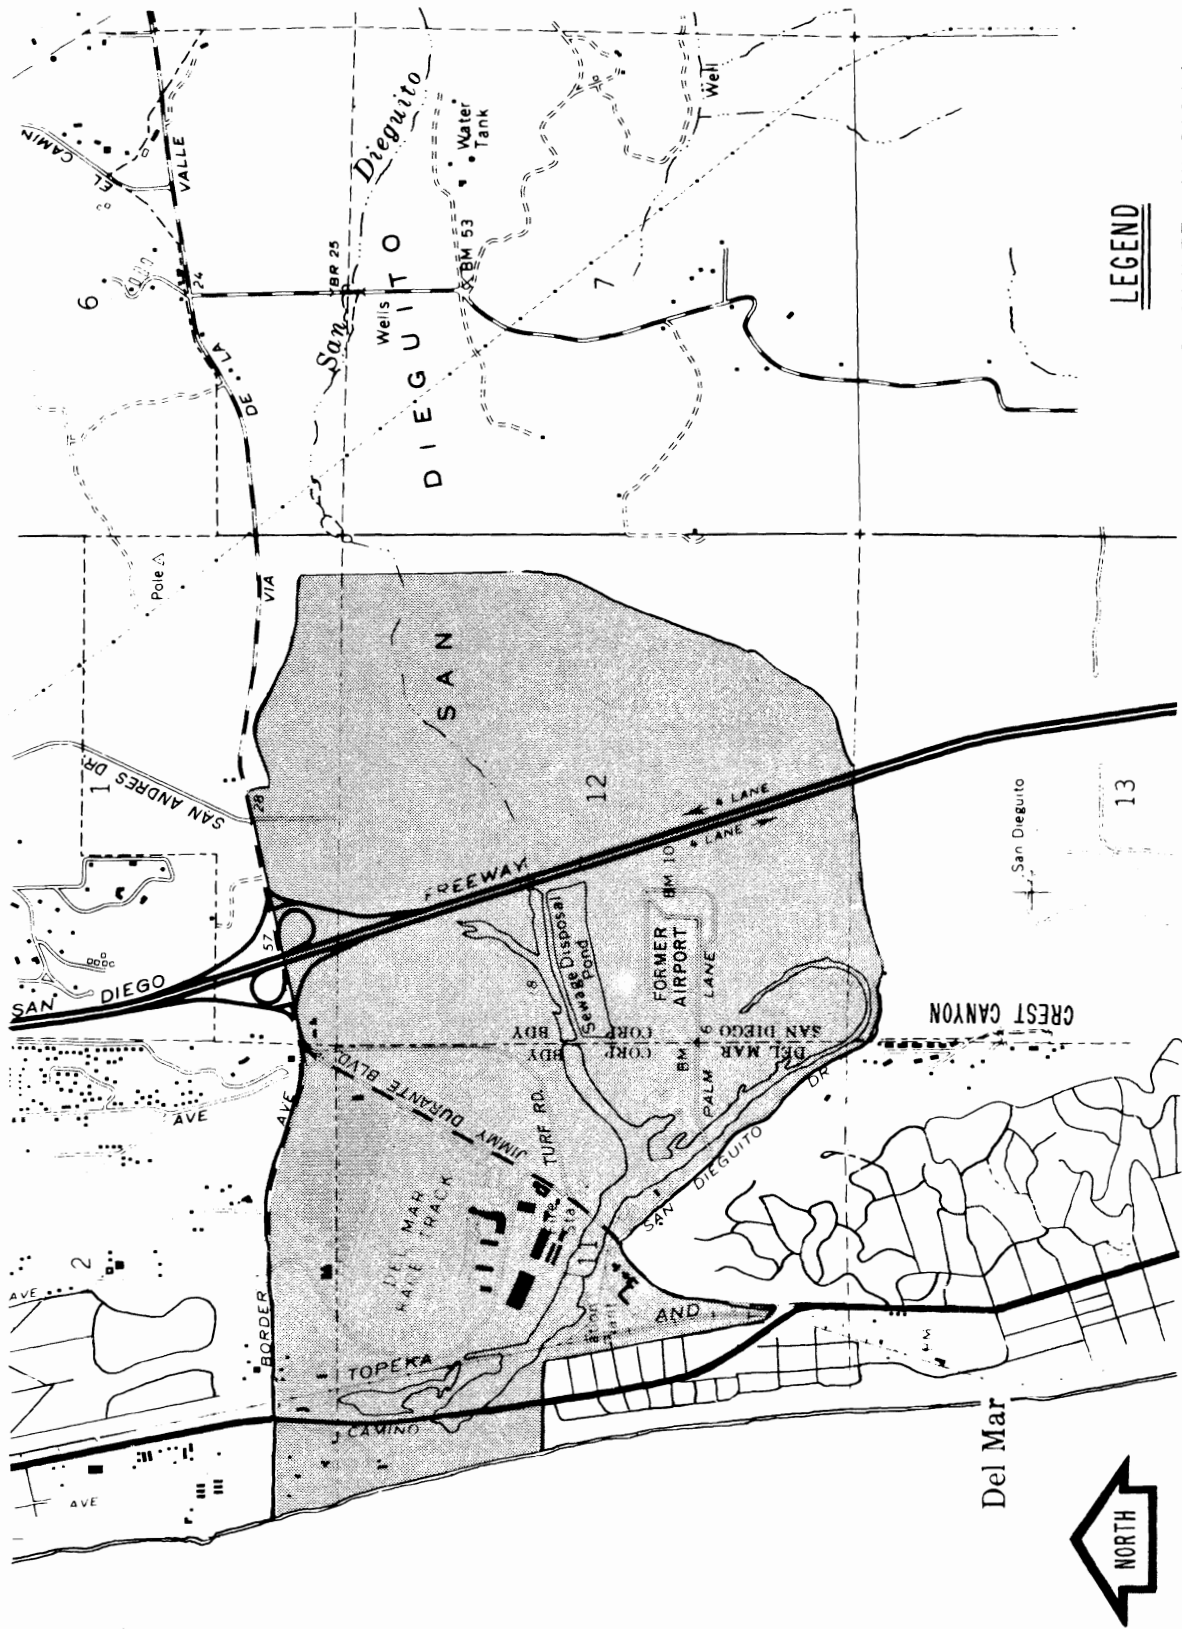 EL
CAMIN
VALLE
6
24
LA
DE
VIA
BR 25
San
Dieguito
Wells
Water
Tank
BM 53
Well
7
DIEGUITO
SAN
Pole
SAN ANDRES DR.
1
28
12
4 LANE
4 LANE
FREEWAY
SAN
DIEGO
57
Sewage Disposal
Pond
8
FORMER
AIRPORT
BM 10
LANE
PALM
BM 6
CORP BDY
CORP BDY
SAN DIEGO
DEL MAR
San Dieguito
13
CREST CANYON
JIMMY DURANTE BLVD.
TURF RD.
AVE
AVE
DEL MAR
RACE TRACK
Fire
Sta
SAN
DIEGUITO
DR
2
AVE
BORDER
TOPEKA
AND
CAMINO
AVE
Del Mar
LEGEND
NORTH